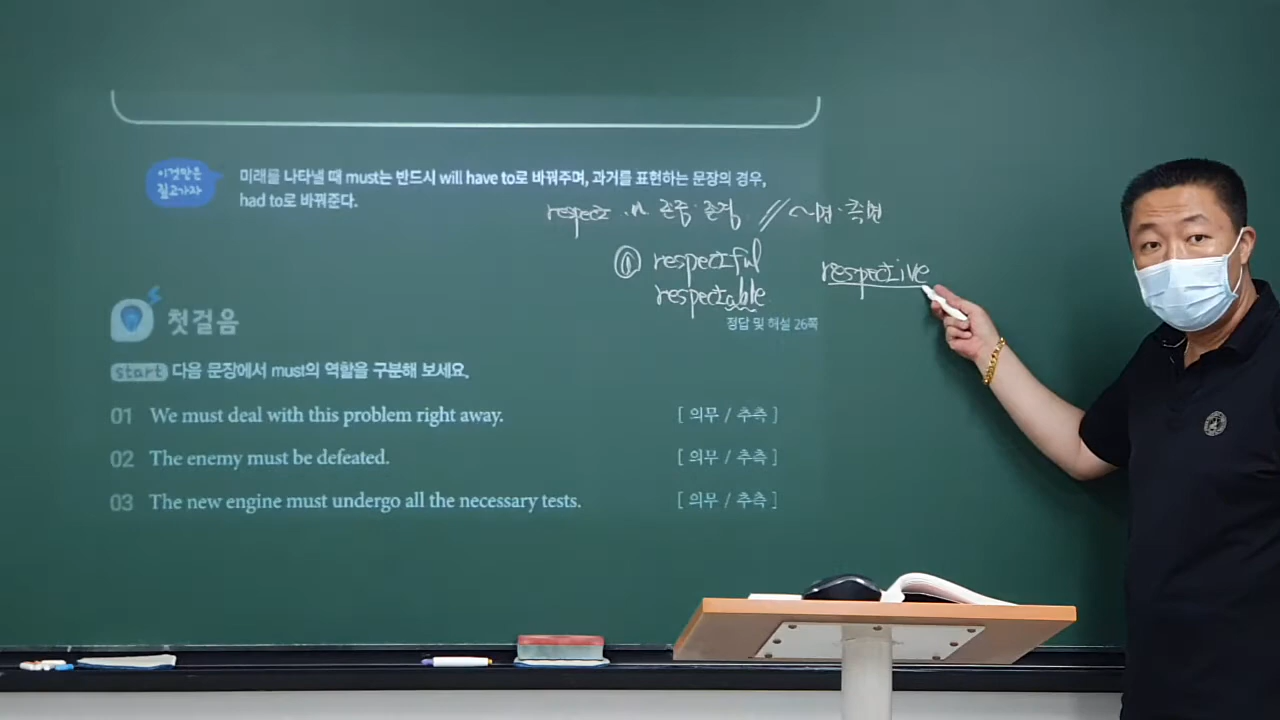 이것만은 미래를 나타낼 때 must는 반드시 will have to로 바꿔주며, 과거를 표현하는 문장의 경우,
짚고가자 had to로 바꿔준다.
respect .n. 존중·존경 // ~면·측면
① respectful respective
respectable
정답 및 해설 26쪽
첫걸음
start 다음 문장에서 must의 역할을 구분해 보세요.
01 We must deal with this problem right away. [ 의무 / 추측 ]
02 The enemy must be defeated. [ 의무 / 추측 ]
03 The new engine must undergo all the necessary tests. [ 의무 / 추측 ]